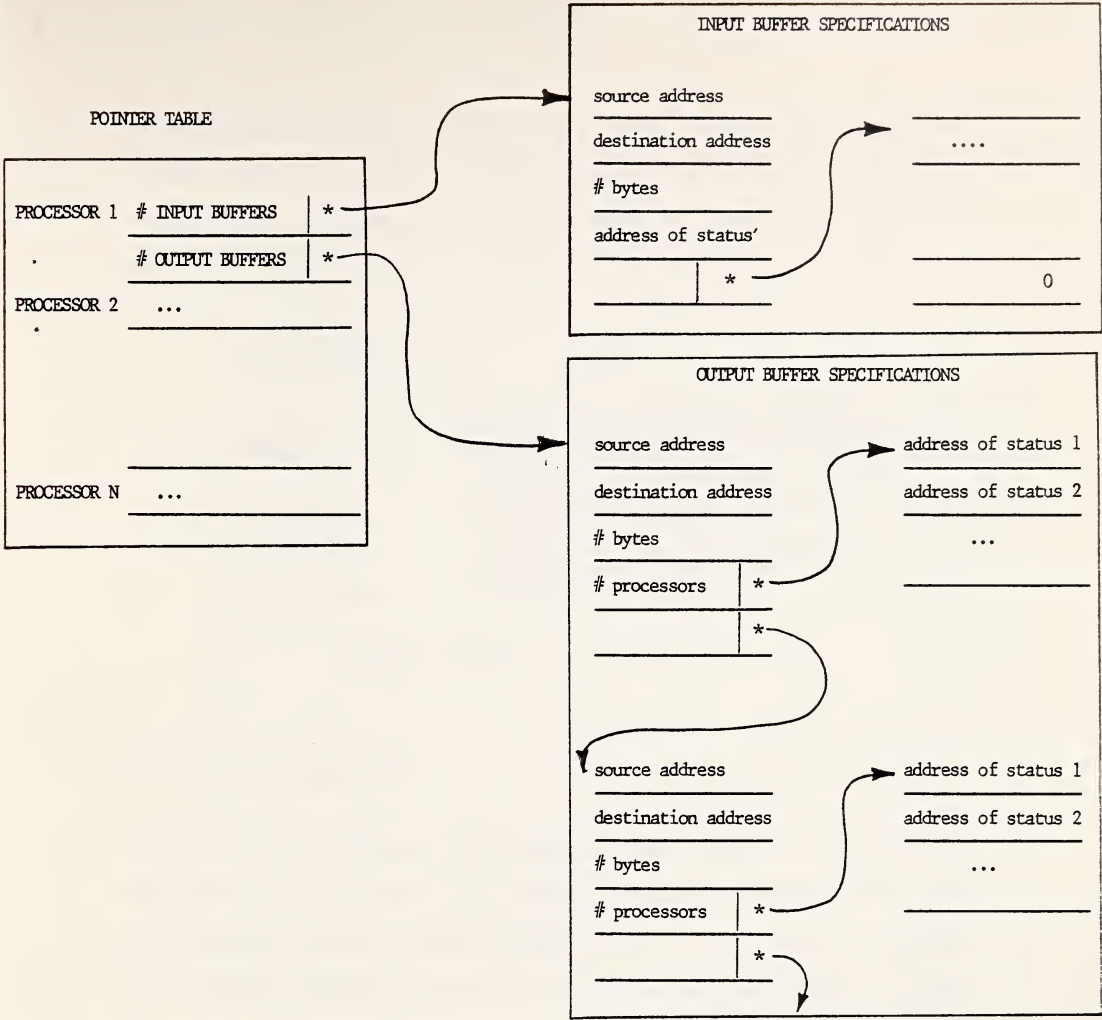 POINTER TABLE
PROCESSOR 1 # INPUT BUFFERS *
. # OUTPUT BUFFERS *
PROCESSOR 2 ...
.
PROCESSOR N ...
INPUT BUFFER SPECIFICATIONS
source address
destination address
# bytes
address of status'
*
....
0
OUTPUT BUFFER SPECIFICATIONS
source address
destination address
# bytes
# processors *
*
address of status 1
address of status 2
...
source address
destination address
# bytes
# processors *
*
address of status 1
address of status 2
...